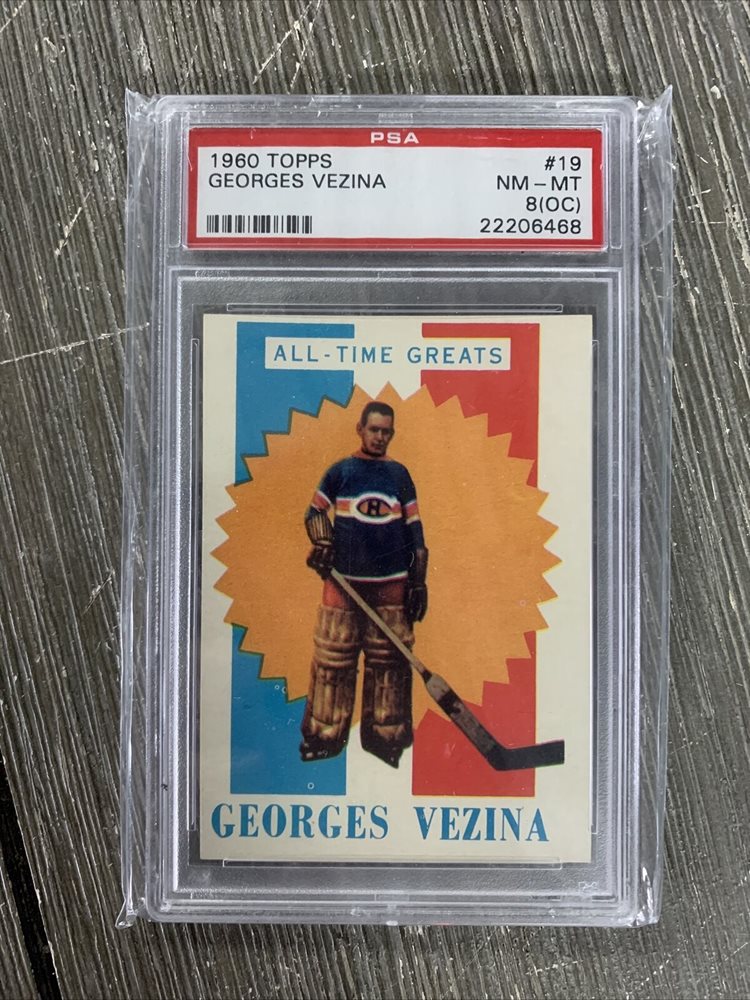 PSA
1960 TOPPS #19
GEORGES VEZINA NM - MT
8(OC)
22206468
ALL-TIME GREATS
GEORGES VEZINA